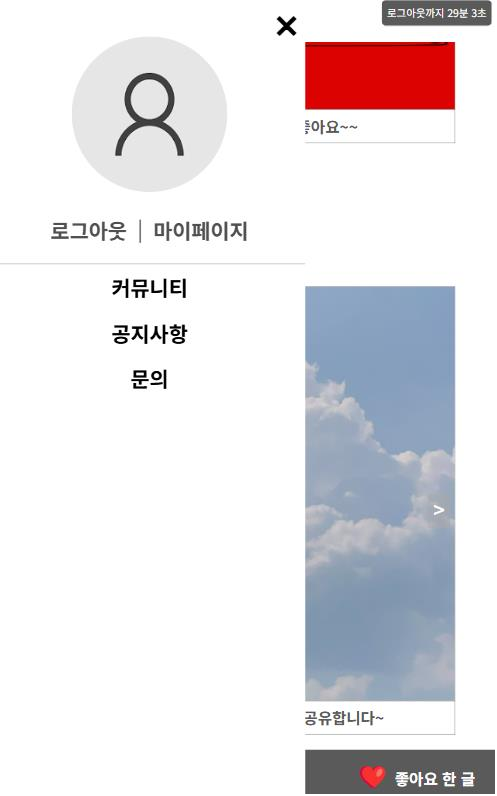 로그아웃까지 29분 3초
로그아웃 | 마이페이지
커뮤니티
공지사항
문의
좋아요~~
>
공유합니다~
좋아요 한 글